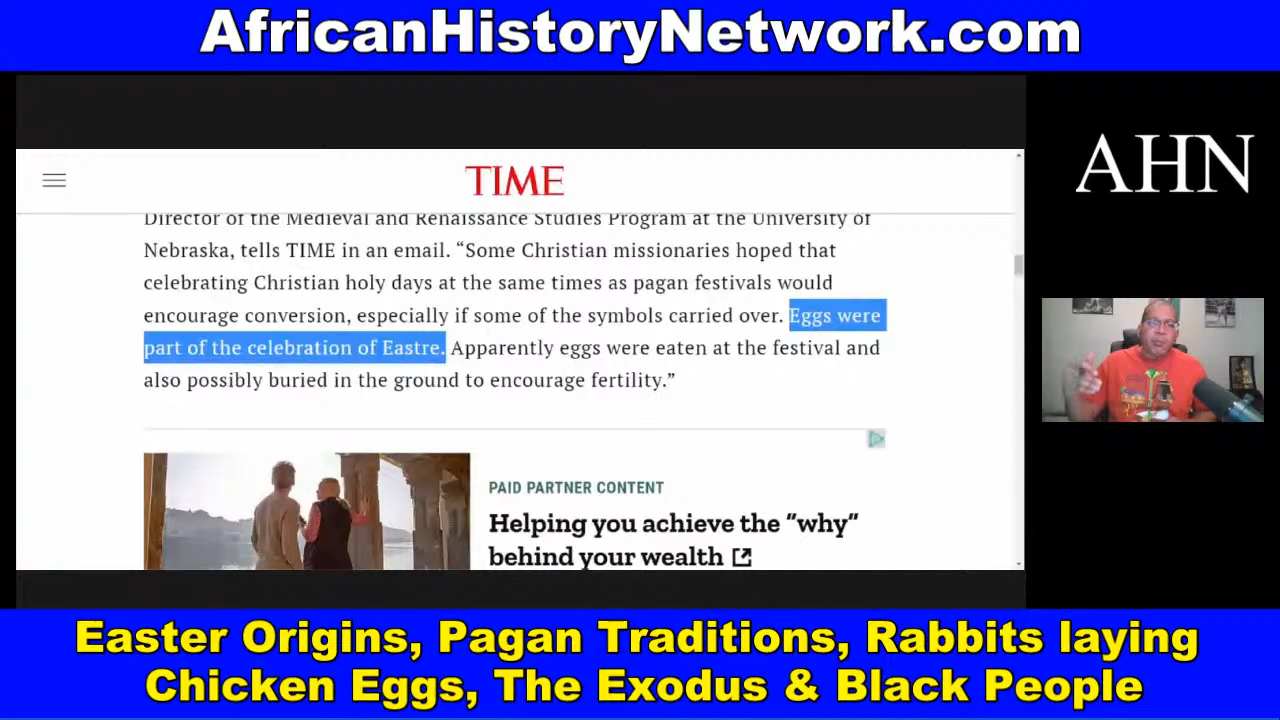 AfricanHistoryNetwork.com
AHN
TIME
Director of the Medieval and Renaissance Studies Program at the University of
Nebraska, tells TIME in an email. “Some Christian missionaries hoped that
celebrating Christian holy days at the same times as pagan festivals would
encourage conversion, especially if some of the symbols carried over. Eggs were
part of the celebration of Eastre. Apparently eggs were eaten at the festival and
also possibly buried in the ground to encourage fertility.”
PAID PARTNER CONTENT
Helping you achieve the “why”
behind your wealth
Easter Origins, Pagan Traditions, Rabbits laying
Chicken Eggs, The Exodus & Black People